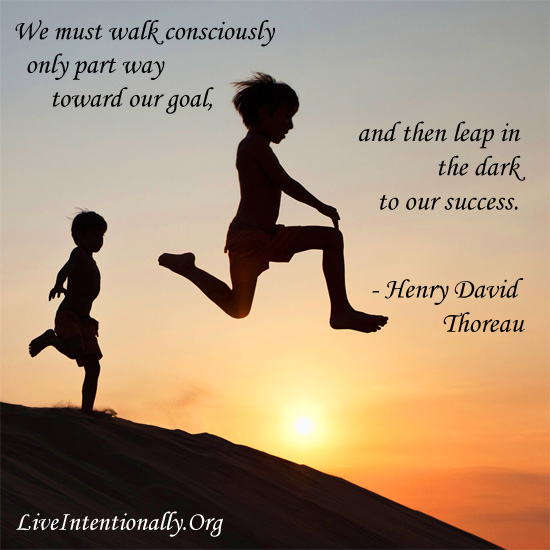 We must walk consciously
only part way
toward our goal,
and then leap in
the dark
to our success.
- Henry David
Thoreau
LiveIntentionally.Org